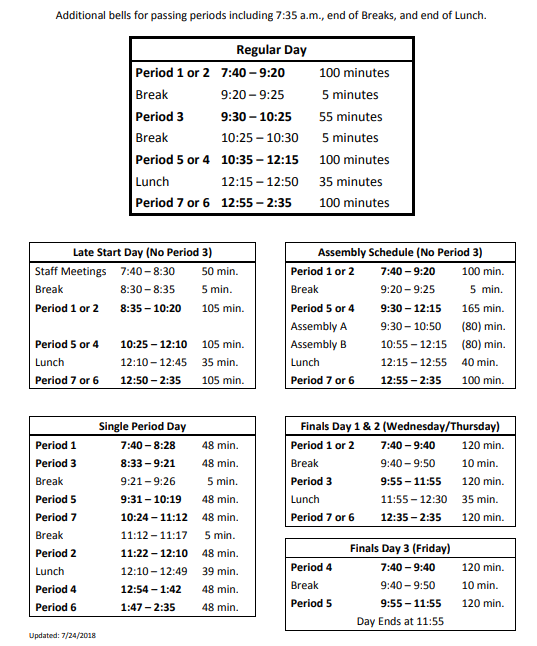 Additional bells for passing periods including 7:35 a.m., end of Breaks, and end of Lunch.
Regular Day
Period 1 or 2 7:40 – 9:20 100 minutes
Break 9:20 – 9:25 5 minutes
Period 3 9:30 – 10:25 55 minutes
Break 10:25 – 10:30 5 minutes
Period 5 or 4 10:35 – 12:15 100 minutes
Lunch 12:15 – 12:50 35 minutes
Period 7 or 6 12:55 – 2:35 100 minutes
Late Start Day (No Period 3)
Staff Meetings 7:40 – 8:30 50 min.
Break 8:30 – 8:35 5 min.
Period 1 or 2 8:35 – 10:20 105 min.
Period 5 or 4 10:25 – 12:10 105 min.
Lunch 12:10 – 12:45 35 min.
Period 7 or 6 12:50 – 2:35 105 min.
Assembly Schedule (No Period 3)
Period 1 or 2 7:40 – 9:20 100 min.
Break 9:20 – 9:25 5 min.
Period 5 or 4 9:30 – 12:15 165 min.
Assembly A 9:30 – 10:50 (80) min.
Assembly B 10:55 – 12:15 (80) min.
Lunch 12:15 – 12:55 40 min.
Period 7 or 6 12:55 – 2:35 100 min.
Single Period Day
Period 1 7:40 – 8:28 48 min.
Period 3 8:33 – 9:21 48 min.
Break 9:21 – 9:26 5 min.
Period 5 9:31 – 10:19 48 min.
Period 7 10:24 – 11:12 48 min.
Break 11:12 – 11:17 5 min.
Period 2 11:22 – 12:10 48 min.
Lunch 12:10 – 12:49 39 min.
Period 4 12:54 – 1:42 48 min.
Period 6 1:47 – 2:35 48 min.
Finals Day 1 & 2 (Wednesday/Thursday)
Period 1 or 2 7:40 – 9:40 120 min.
Break 9:40 – 9:50 10 min.
Period 3 9:55 – 11:55 120 min.
Lunch 11:55 – 12:30 35 min.
Period 7 or 6 12:35 – 2:35 120 min.
Finals Day 3 (Friday)
Period 4 7:40 – 9:40 120 min.
Break 9:40 – 9:50 10 min.
Period 5 9:55 – 11:55 120 min.
Day Ends at 11:55
Updated: 7/24/2018